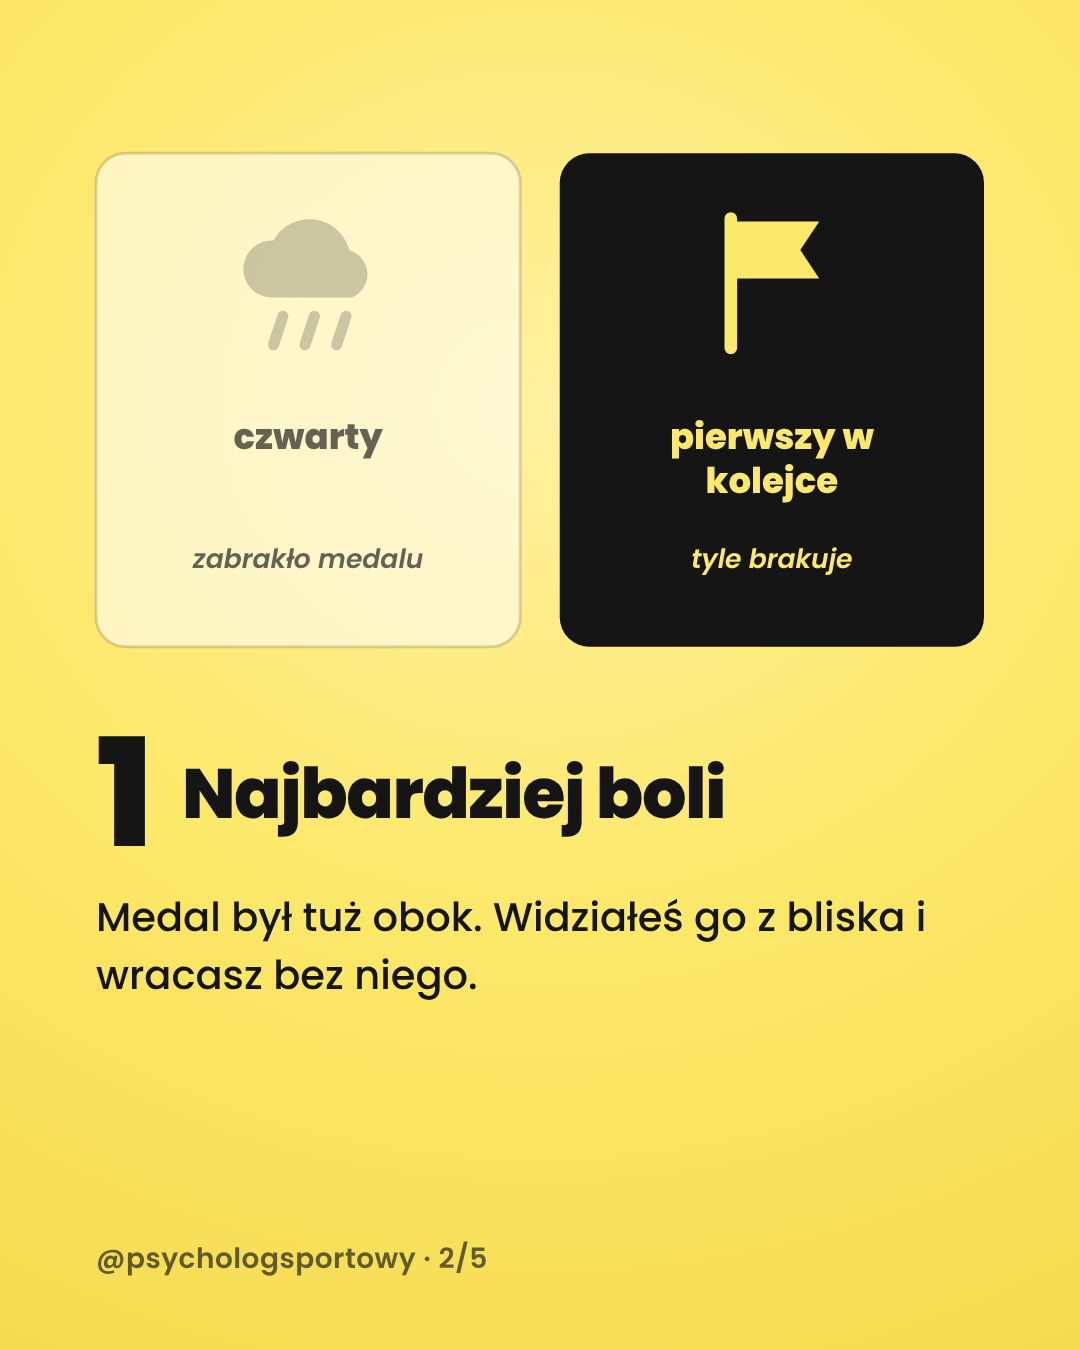 czwarty
zabrakło medalu
pierwszy w
kolejce
tyle brakuje
1 Najbardziej boli
Medal był tuż obok. Widziałeś go z bliska i
wracasz bez niego.
@psychologsportowy · 2/5